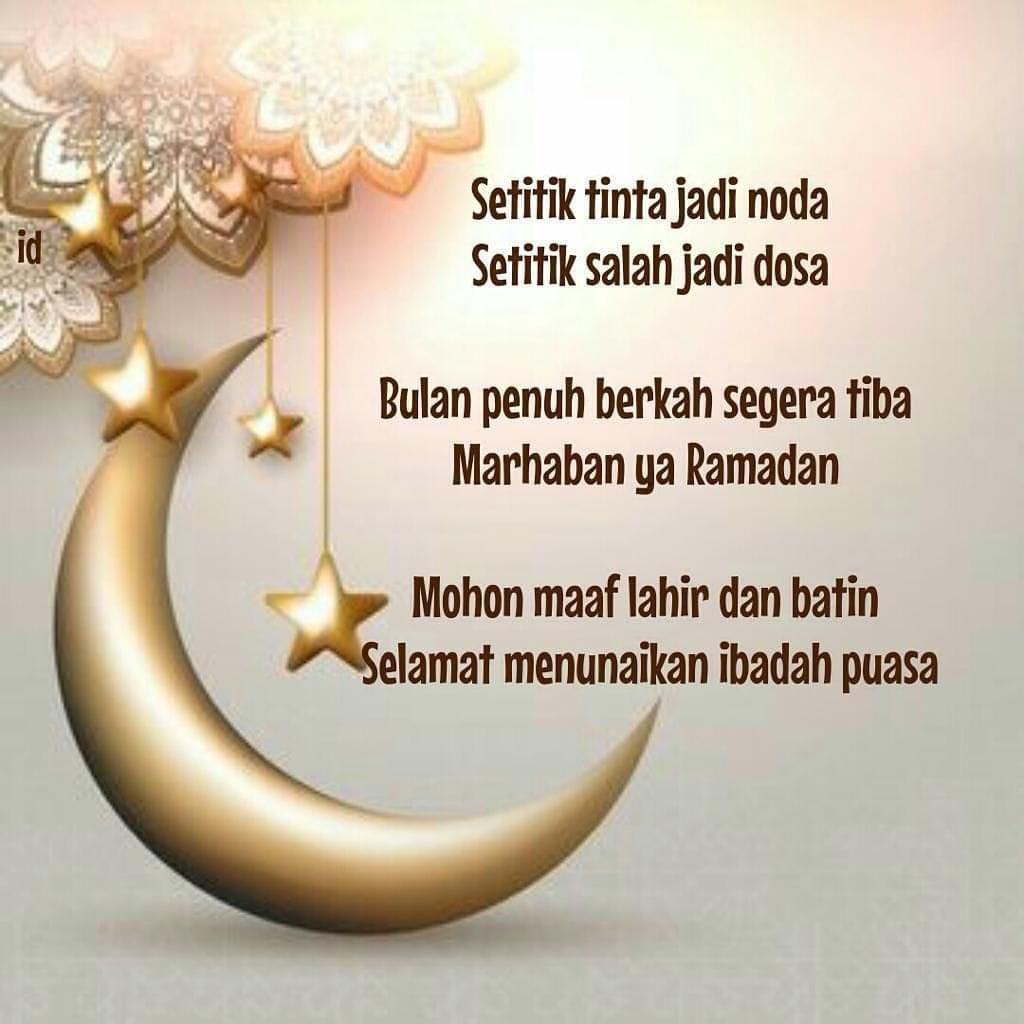 id
Setitik tinta jadi noda
Setitik salah jadi dosa
Bulan penuh berkah segera tiba
Marhaban ya Ramadan
Mohon maaf lahir dan batin
Selamat menunaikan ibadah puasa